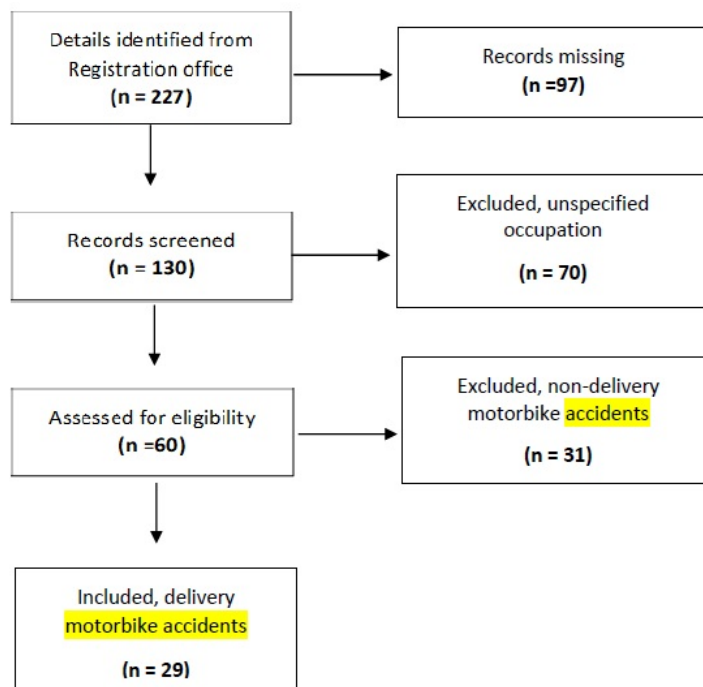 Details identified from
Registration office
(n = 227)
Records missing
(n =97)
Records screened
(n = 130)
Excluded, unspecified
occupation
(n = 70)
Assessed for eligibility
(n =60)
Excluded, non-delivery
motorbike accidents
(n = 31)
Included, delivery
motorbike accidents
(n = 29)